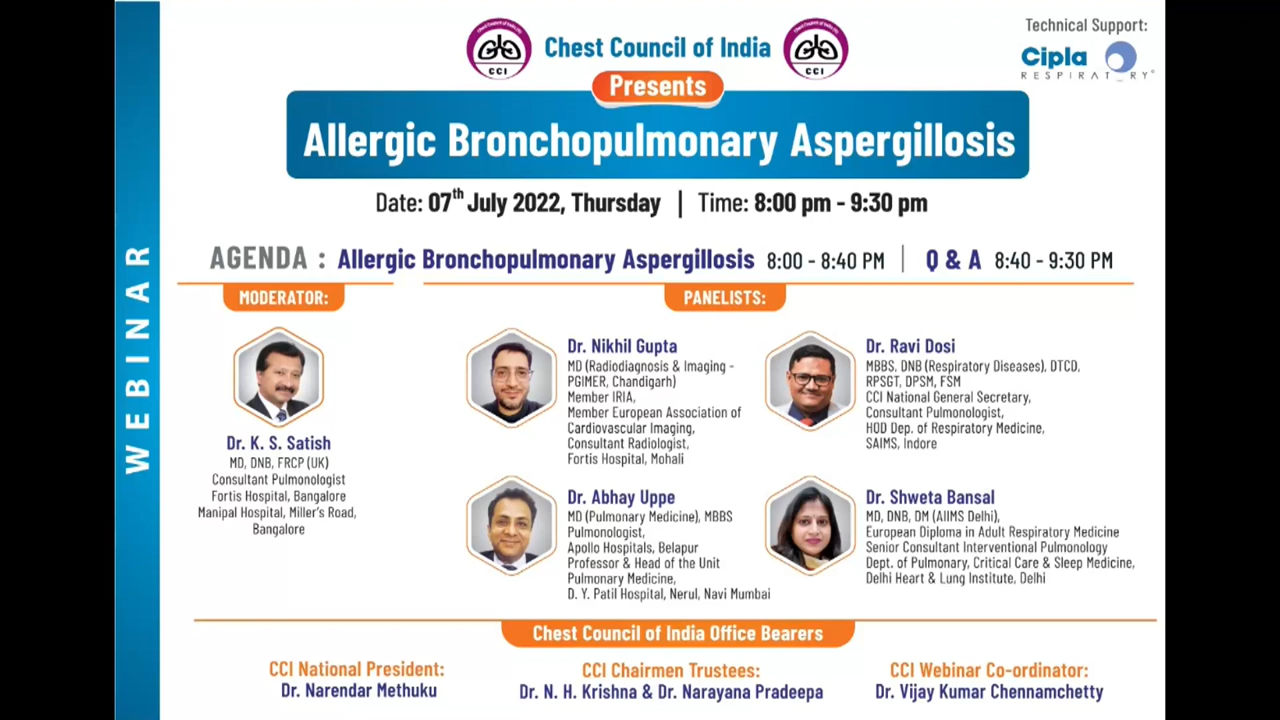 WEBINAR
Chest Council of India
CCI
CCI
Technical Support:
Cipla
RESPIRATORY
Presents
Allergic Bronchopulmonary Aspergillosis
Date: 07th July 2022, Thursday | Time: 8:00 pm - 9:30 pm
AGENDA : Allergic Bronchopulmonary Aspergillosis 8:00 - 8:40 PM | Q & A 8:40 - 9:30 PM
MODERATOR:
Dr. K. S. Satish
MD, DNB, FRCP (UK)
Consultant Pulmonologist
Fortis Hospital, Bangalore
Manipal Hospital, Miller's Road,
Bangalore
PANELISTS:
Dr. Nikhil Gupta
MD (Radiodiagnosis & Imaging -
PGIMER, Chandigarh)
Member IRIA,
Member European Association of
Cardiovascular Imaging,
Consultant Radiologist,
Fortis Hospital, Mohali
Dr. Ravi Dosi
MBBS, DNB (Respiratory Diseases), DTCD,
RPSGT, DPSM, FSM
CCI National General Secretary,
Consultant Pulmonologist,
HOD Dep. of Respiratory Medicine,
SAIMS, Indore
Dr. Abhay Uppe
MD (Pulmonary Medicine), MBBS
Pulmonologist,
Apollo Hospitals, Belapur
Professor & Head of the Unit
Pulmonary Medicine,
D. Y. Patil Hospital, Nerul, Navi Mumbai
Dr. Shweta Bansal
MD, DNB, DM (AIIMS Delhi),
European Diploma in Adult Respiratory Medicine
Senior Consultant Interventional Pulmonology
Dept. of Pulmonary, Critical Care & Sleep Medicine,
Delhi Heart & Lung Institute, Delhi
Chest Council of India Office Bearers
CCI National President:
Dr. Narendar Methuku
CCI Chairmen Trustees:
Dr. N. H. Krishna & Dr. Narayana Pradeepa
CCI Webinar Co-ordinator:
Dr. Vijay Kumar Chennamchetty